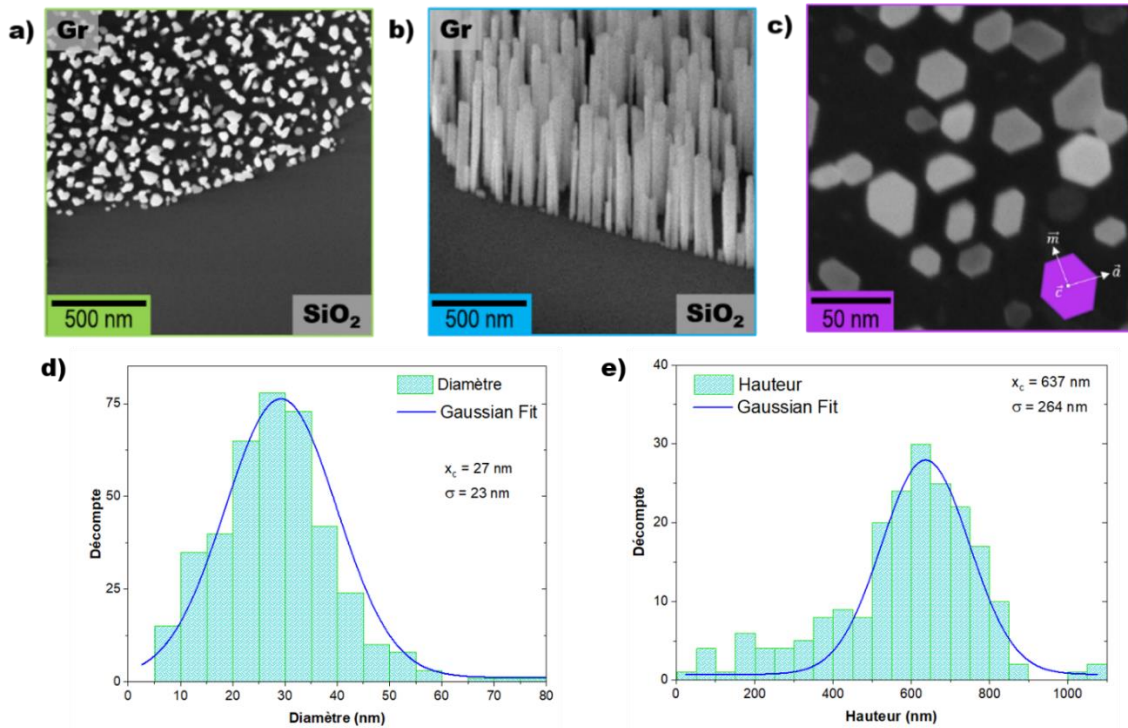 a)
Gr
500 nm
SiO₂
b)
Gr
500 nm
SiO₂
c)
m⃗
a⃗
c⃗
50 nm
d)
Diamètre
Gaussian Fit
x_c = 27 nm
σ = 23 nm
75
50
25
0
Décompte
0 10 20 30 40 50 60 70 80
Diamètre (nm)
e)
Hauteur
Gaussian Fit
x_c = 637 nm
σ = 264 nm
40
30
20
10
0
Décompte
0 200 400 600 800 1000
Hauteur (nm)